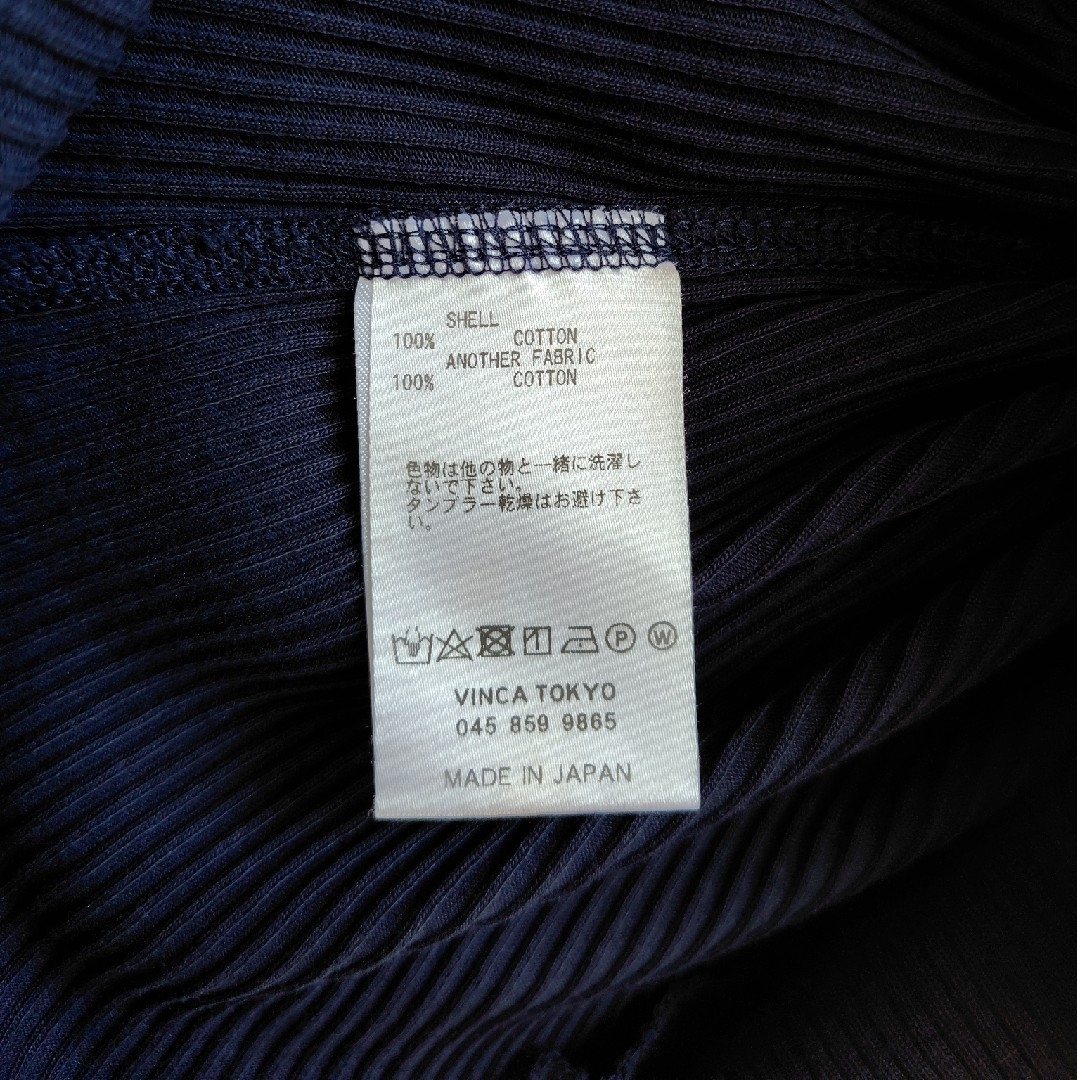 SHELL
100% COTTON
ANOTHER FABRIC
100% COTTON
色物は他の物と一緒に洗濯し
ないで下さい。
タンブラー乾燥はお避け下さ
い。
P W
VINCA TOKYO
045 859 9865
MADE IN JAPAN